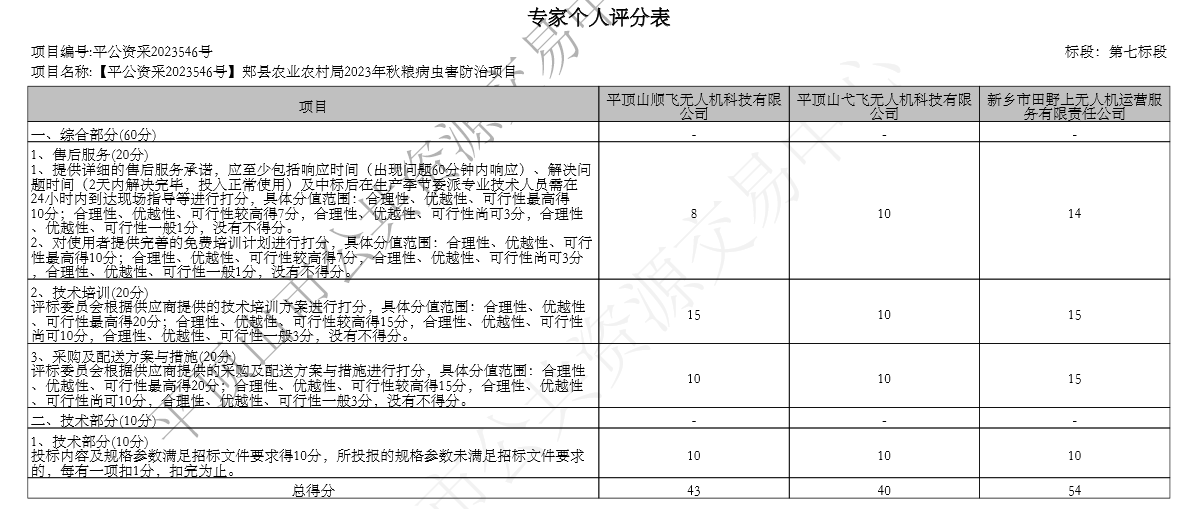 专家个人评分表
项目编号:平公资采2023546号
标段：第七标段
项目名称:【平公资采2023546号】郏县农业农村局2023年秋粮病虫害防治项目
项目
平顶山顺飞无人机科技有限公司
平顶山弋飞无人机科技有限公司
新乡市田野上无人机运营服务有限责任公司
一、综合部分(60分)
-
-
-
1、售后服务(20分)
1、提供详细的售后服务承诺，应至少包括响应时间（出现问题60分钟内响应）、解决问
题时间（2天内解决完毕，投入正常使用）及中标后在生产季节委派专业技术人员需在
24小时内到达现场指导等进行打分，具体分值范围：合理性、优越性、可行性最高得
10分；合理性、优越性、可行性较高得7分，合理性、优越性、可行性尚可3分，合理性
、优越性、可行性一般1分，没有不得分。
2、对使用者提供完善的免费培训计划进行打分，具体分值范围：合理性、优越性、可行
性最高得10分；合理性、优越性、可行性较高得7分，合理性、优越性、可行性尚可3分
，合理性、优越性、可行性一般1分，没有不得分。
8
10
14
2、技术培训(20分)
评标委员会根据供应商提供的技术培训方案进行打分，具体分值范围：合理性、优越性
、可行性最高得20分；合理性、优越性、可行性较高得15分，合理性、优越性、可行性
尚可10分，合理性、优越性、可行性一般3分，没有不得分。
15
10
15
3、采购及配送方案与措施(20分)
评标委员会根据供应商提供的采购及配送方案与措施进行打分，具体分值范围：合理性
、优越性、可行性最高得20分；合理性、优越性、可行性较高得15分，合理性、优越性
、可行性尚可10分，合理性、优越性、可行性一般3分，没有不得分。
10
10
15
二、技术部分(10分)
-
-
-
1、技术部分(10分)
投标内容及规格参数满足招标文件要求得10分，所投报的规格参数未满足招标文件要求
的，每有一项扣1分，扣完为止。
10
10
10
总得分
43
40
54
平顶山市公共资源交易中
市公共资源交易中心